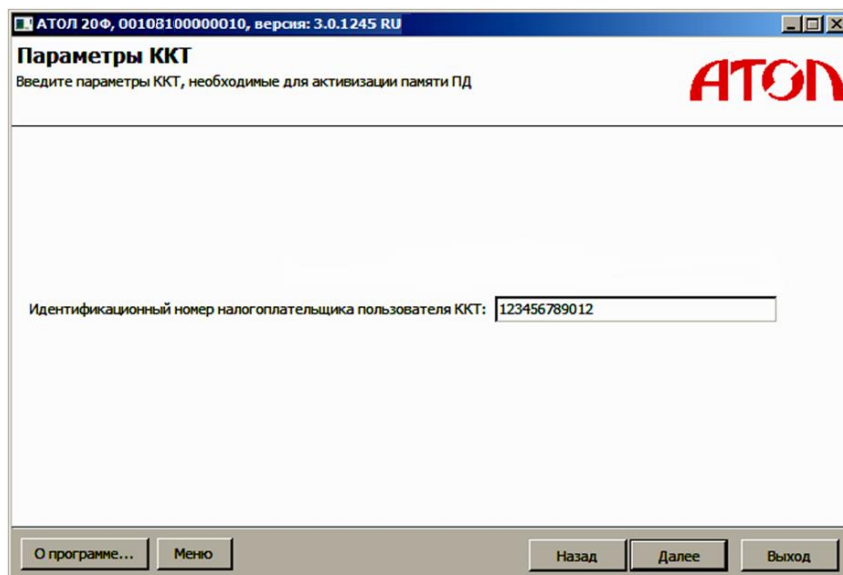 АТОЛ 20Ф, 00108100000010, версия: 3.0.1245 RU
Параметры ККТ
Введите параметры ККТ, необходимые для активизации памяти ПД
АТОЛ
Идентификационный номер налогоплательщика пользователя ККТ: 123456789012
О программе... Меню Назад Далее Выход